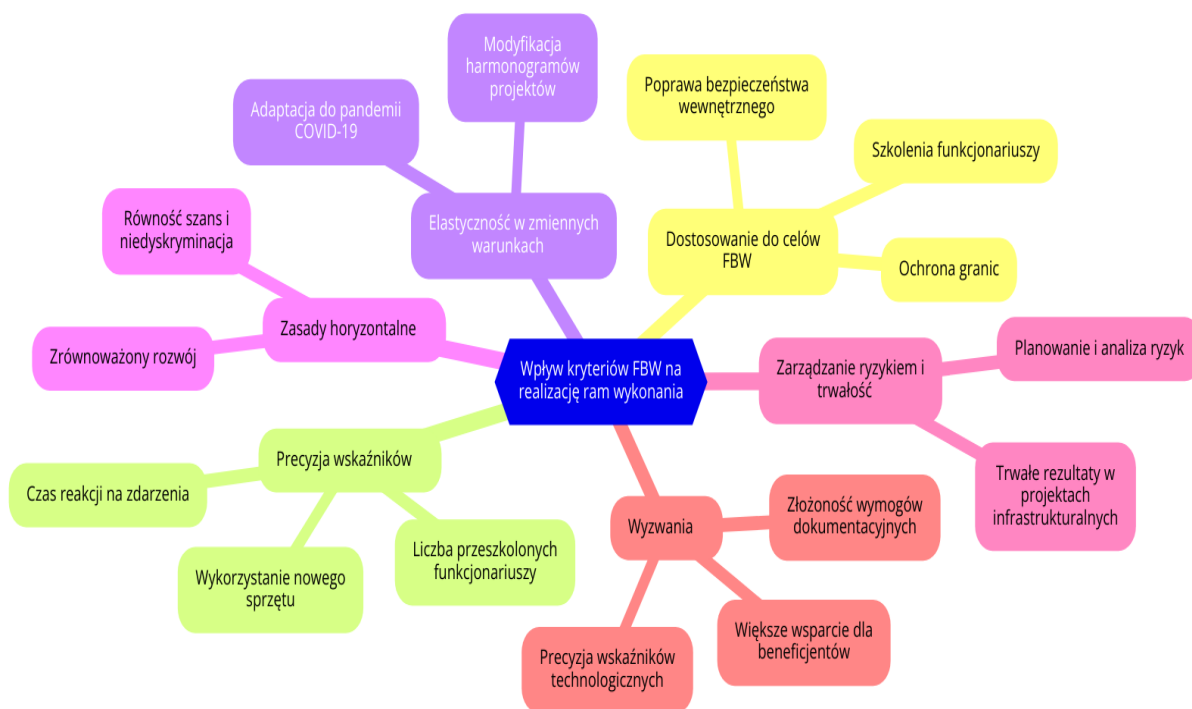 Wpływ kryteriów FBW na
realizację ram wykonania
Dostosowanie do celów
FBW
Poprawa bezpieczeństwa
wewnętrznego
Szkolenia funkcjonariuszy
Ochrona granic
Zarządzanie ryzykiem i
trwałość
Planowanie i analiza ryzyk
Trwałe rezultaty w
projektach
infrastrukturalnych
Wyzwania
Złożoność wymogów
dokumentacyjnych
Większe wsparcie dla
beneficjentów
Precyzja wskaźników
technologicznych
Precyzja wskaźników
Liczba przeszkolonych
funkcjonariuszy
Wykorzystanie nowego
sprzętu
Czas reakcji na zdarzenia
Zasady horyzontalne
Zrównoważony rozwój
Równość szans i
niedyskryminacja
Elastyczność w zmiennych
warunkach
Adaptacja do pandemii
COVID-19
Modyfikacja
harmonogramów
projektów